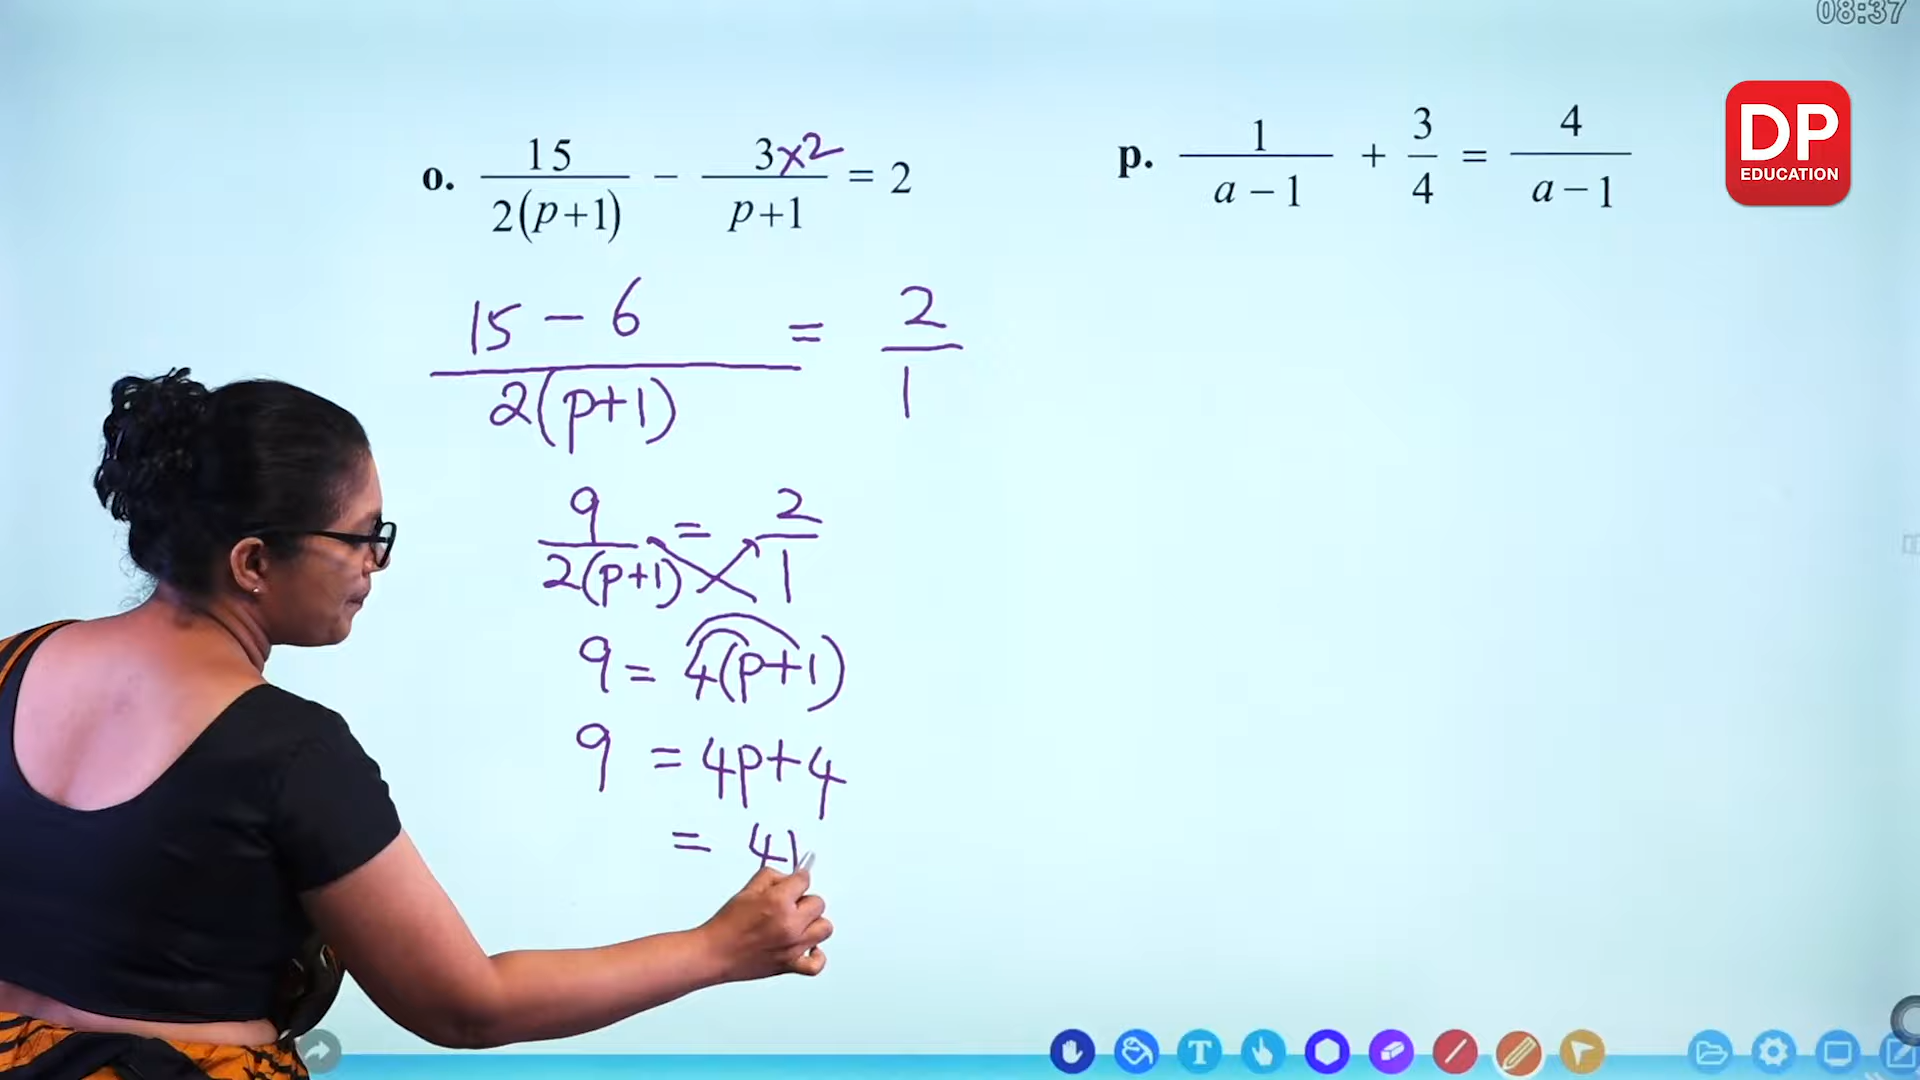 08:37
DP
EDUCATION
o. 15/2(p+1) − 3×2/p+1 = 2
p. 1/a−1 + 3/4 = 4/a−1
15 − 6/2(p+1) = 2/1
9/2(p+1) = 2/1
9 = 4(p+1)
9 = 4p+4
= 4